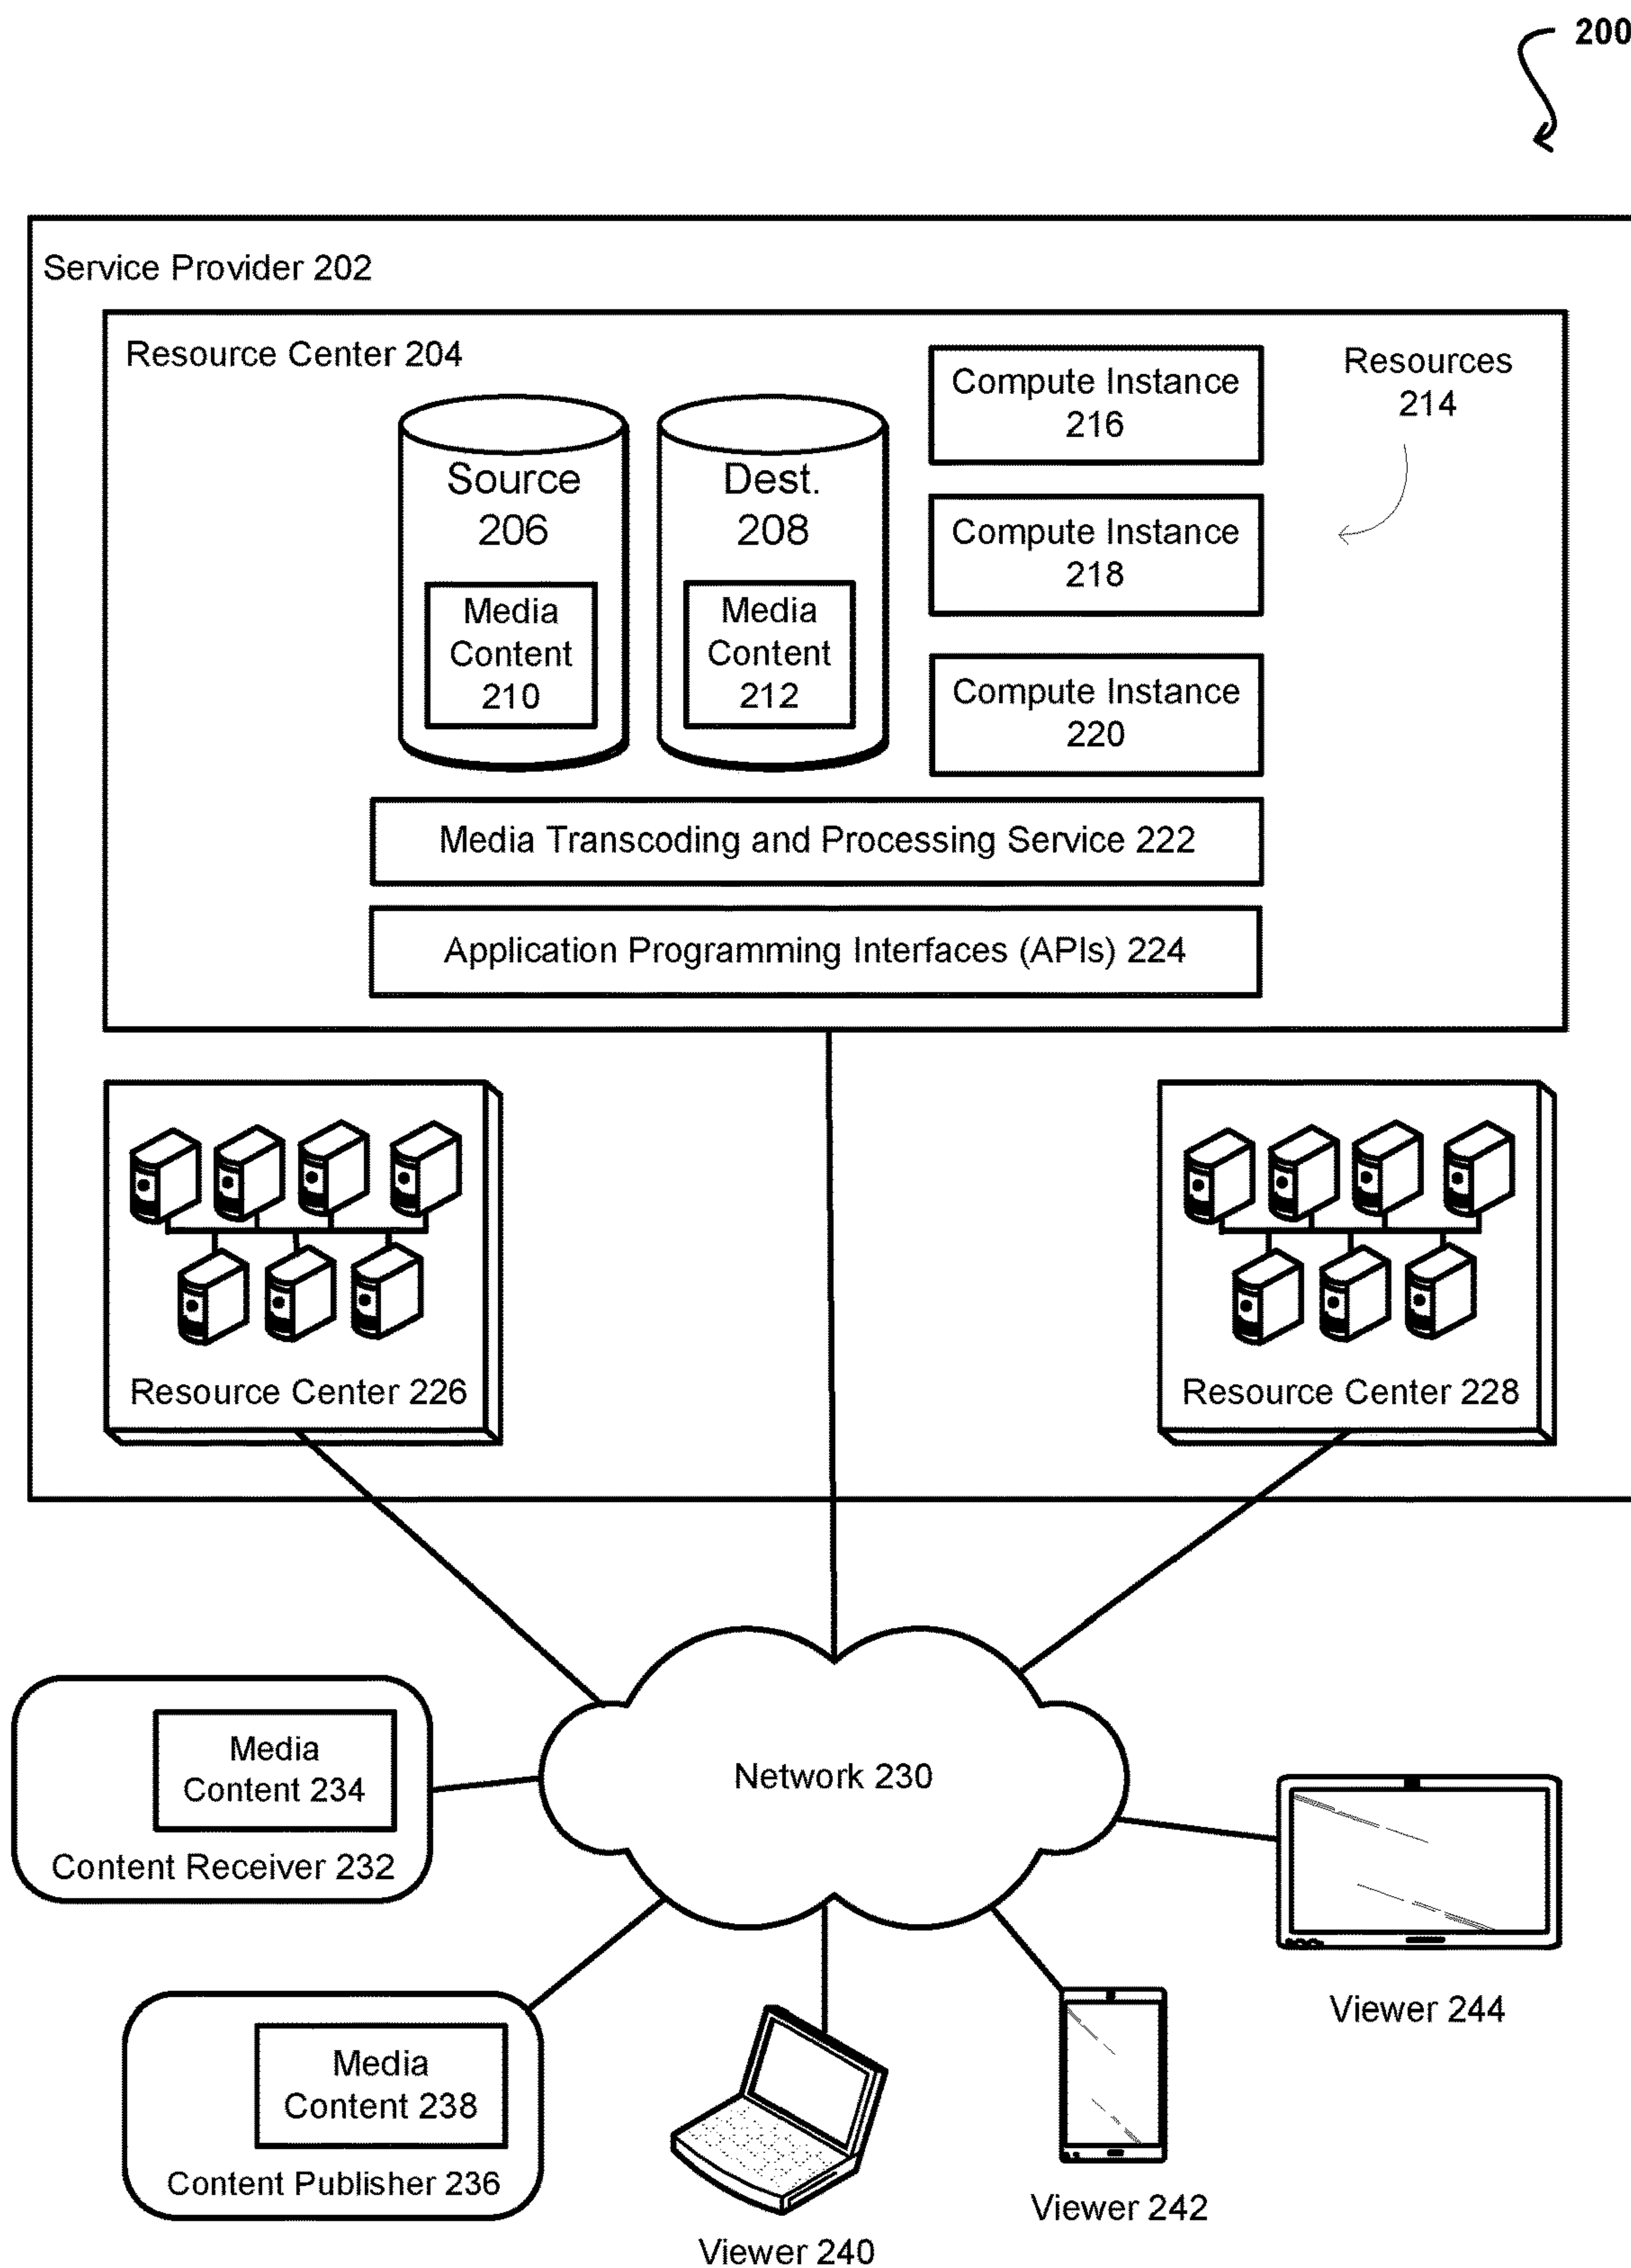 200
Service Provider 202
Resource Center 204
Resources
214
Source
206
Media
Content
210
Dest.
208
Media
Content
212
Compute Instance
216
Compute Instance
218
Compute Instance
220
Media Transcoding and Processing Service 222
Application Programming Interfaces (APIs) 224
Resource Center 226
Resource Center 228
Network 230
Media
Content 234
Content Receiver 232
Media
Content 238
Content Publisher 236
Viewer 240
Viewer 242
Viewer 244